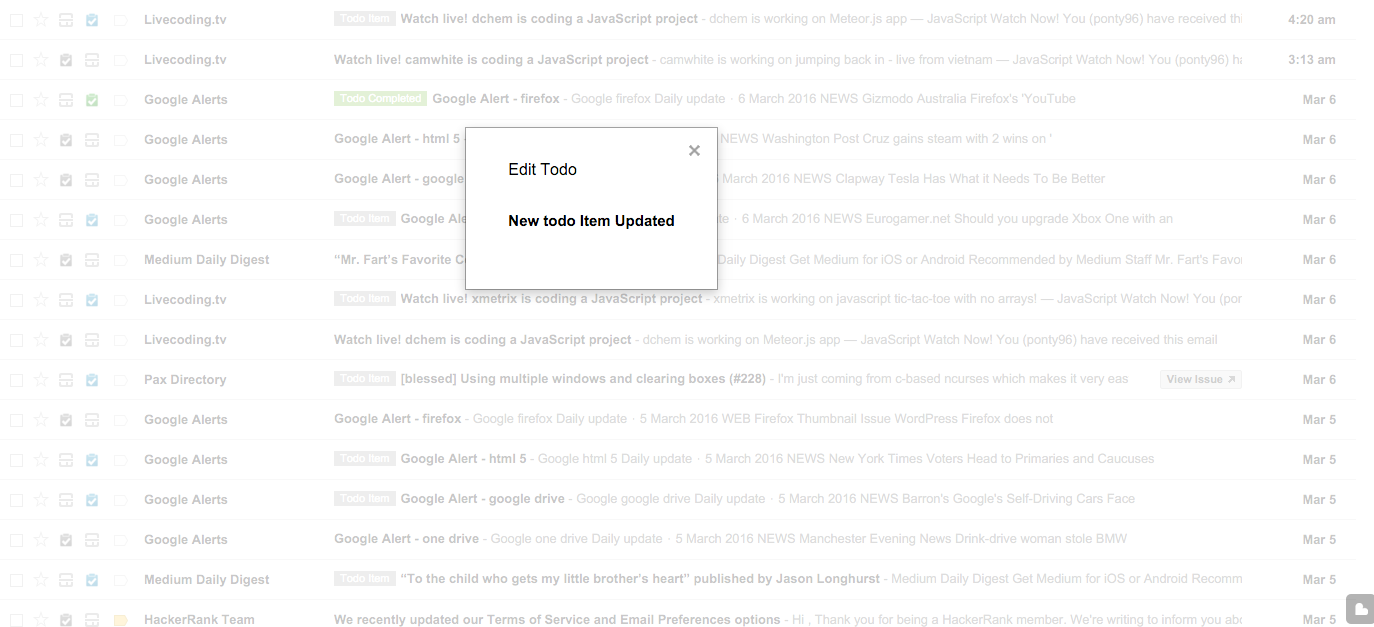 Livecoding.tv Todo Item Watch live! dchem is coding a JavaScript project - dchem is working on Meteor.js app — JavaScript Watch Now! You (ponty96) have received thi 4:20 am
Livecoding.tv Watch live! camwhite is coding a JavaScript project - camwhite is working on jumping back in - live from vietnam — JavaScript Watch Now! You (ponty96) ha 3:13 am
Google Alerts Todo Completed Google Alert - firefox - Google firefox Daily update · 6 March 2016 NEWS Gizmodo Australia Firefox's 'YouTube Mar 6
Google Alerts Google Alert - html 5 - NEWS Washington Post Cruz gains steam with 2 wins on ' Mar 6
Google Alerts Google Alert - google March 2016 NEWS Clapway Tesla Has What it Needs To Be Better Mar 6
Google Alerts Todo Item Google Ale te · 6 March 2016 NEWS Eurogamer.net Should you upgrade Xbox One with an Mar 6
Medium Daily Digest “Mr. Fart’s Favorite C Daily Digest Get Medium for iOS or Android Recommended by Medium Staff Mr. Fart's Favor Mar 6
Edit Todo
New todo Item Updated
Livecoding.tv Todo Item Watch live! xmetrix is coding a JavaScript project - xmetrix is working on javascript tic-tac-toe with no arrays! — JavaScript Watch Now! You (pon Mar 6
Livecoding.tv Watch live! dchem is coding a JavaScript project - dchem is working on Meteor.js app — JavaScript Watch Now! You (ponty96) have received this email Mar 6
Pax Directory Todo Item [blessed] Using multiple windows and clearing boxes (#228) - I'm just coming from c-based ncurses which makes it very eas View Issue Mar 6
Google Alerts Google Alert - firefox - Google firefox Daily update · 5 March 2016 WEB Firefox Thumbnail Issue WordPress Firefox does not Mar 5
Google Alerts Todo Item Google Alert - html 5 - Google html 5 Daily update · 5 March 2016 NEWS New York Times Voters Head to Primaries and Caucuses Mar 5
Google Alerts Todo Item Google Alert - google drive - Google google drive Daily update · 5 March 2016 NEWS Barron's Google's Self-Driving Cars Face Mar 5
Google Alerts Google Alert - one drive - Google one drive Daily update · 5 March 2016 NEWS Manchester Evening News Drink-drive woman stole BMW Mar 5
Medium Daily Digest Todo Item “To the child who gets my little brother’s heart” published by Jason Longhurst - Medium Daily Digest Get Medium for iOS or Android Recomm Mar 5
HackerRank Team We recently updated our Terms of Service and Email Preferences options - Hi , Thank you for being a HackerRank member. We're writing to inform you abo Mar 5